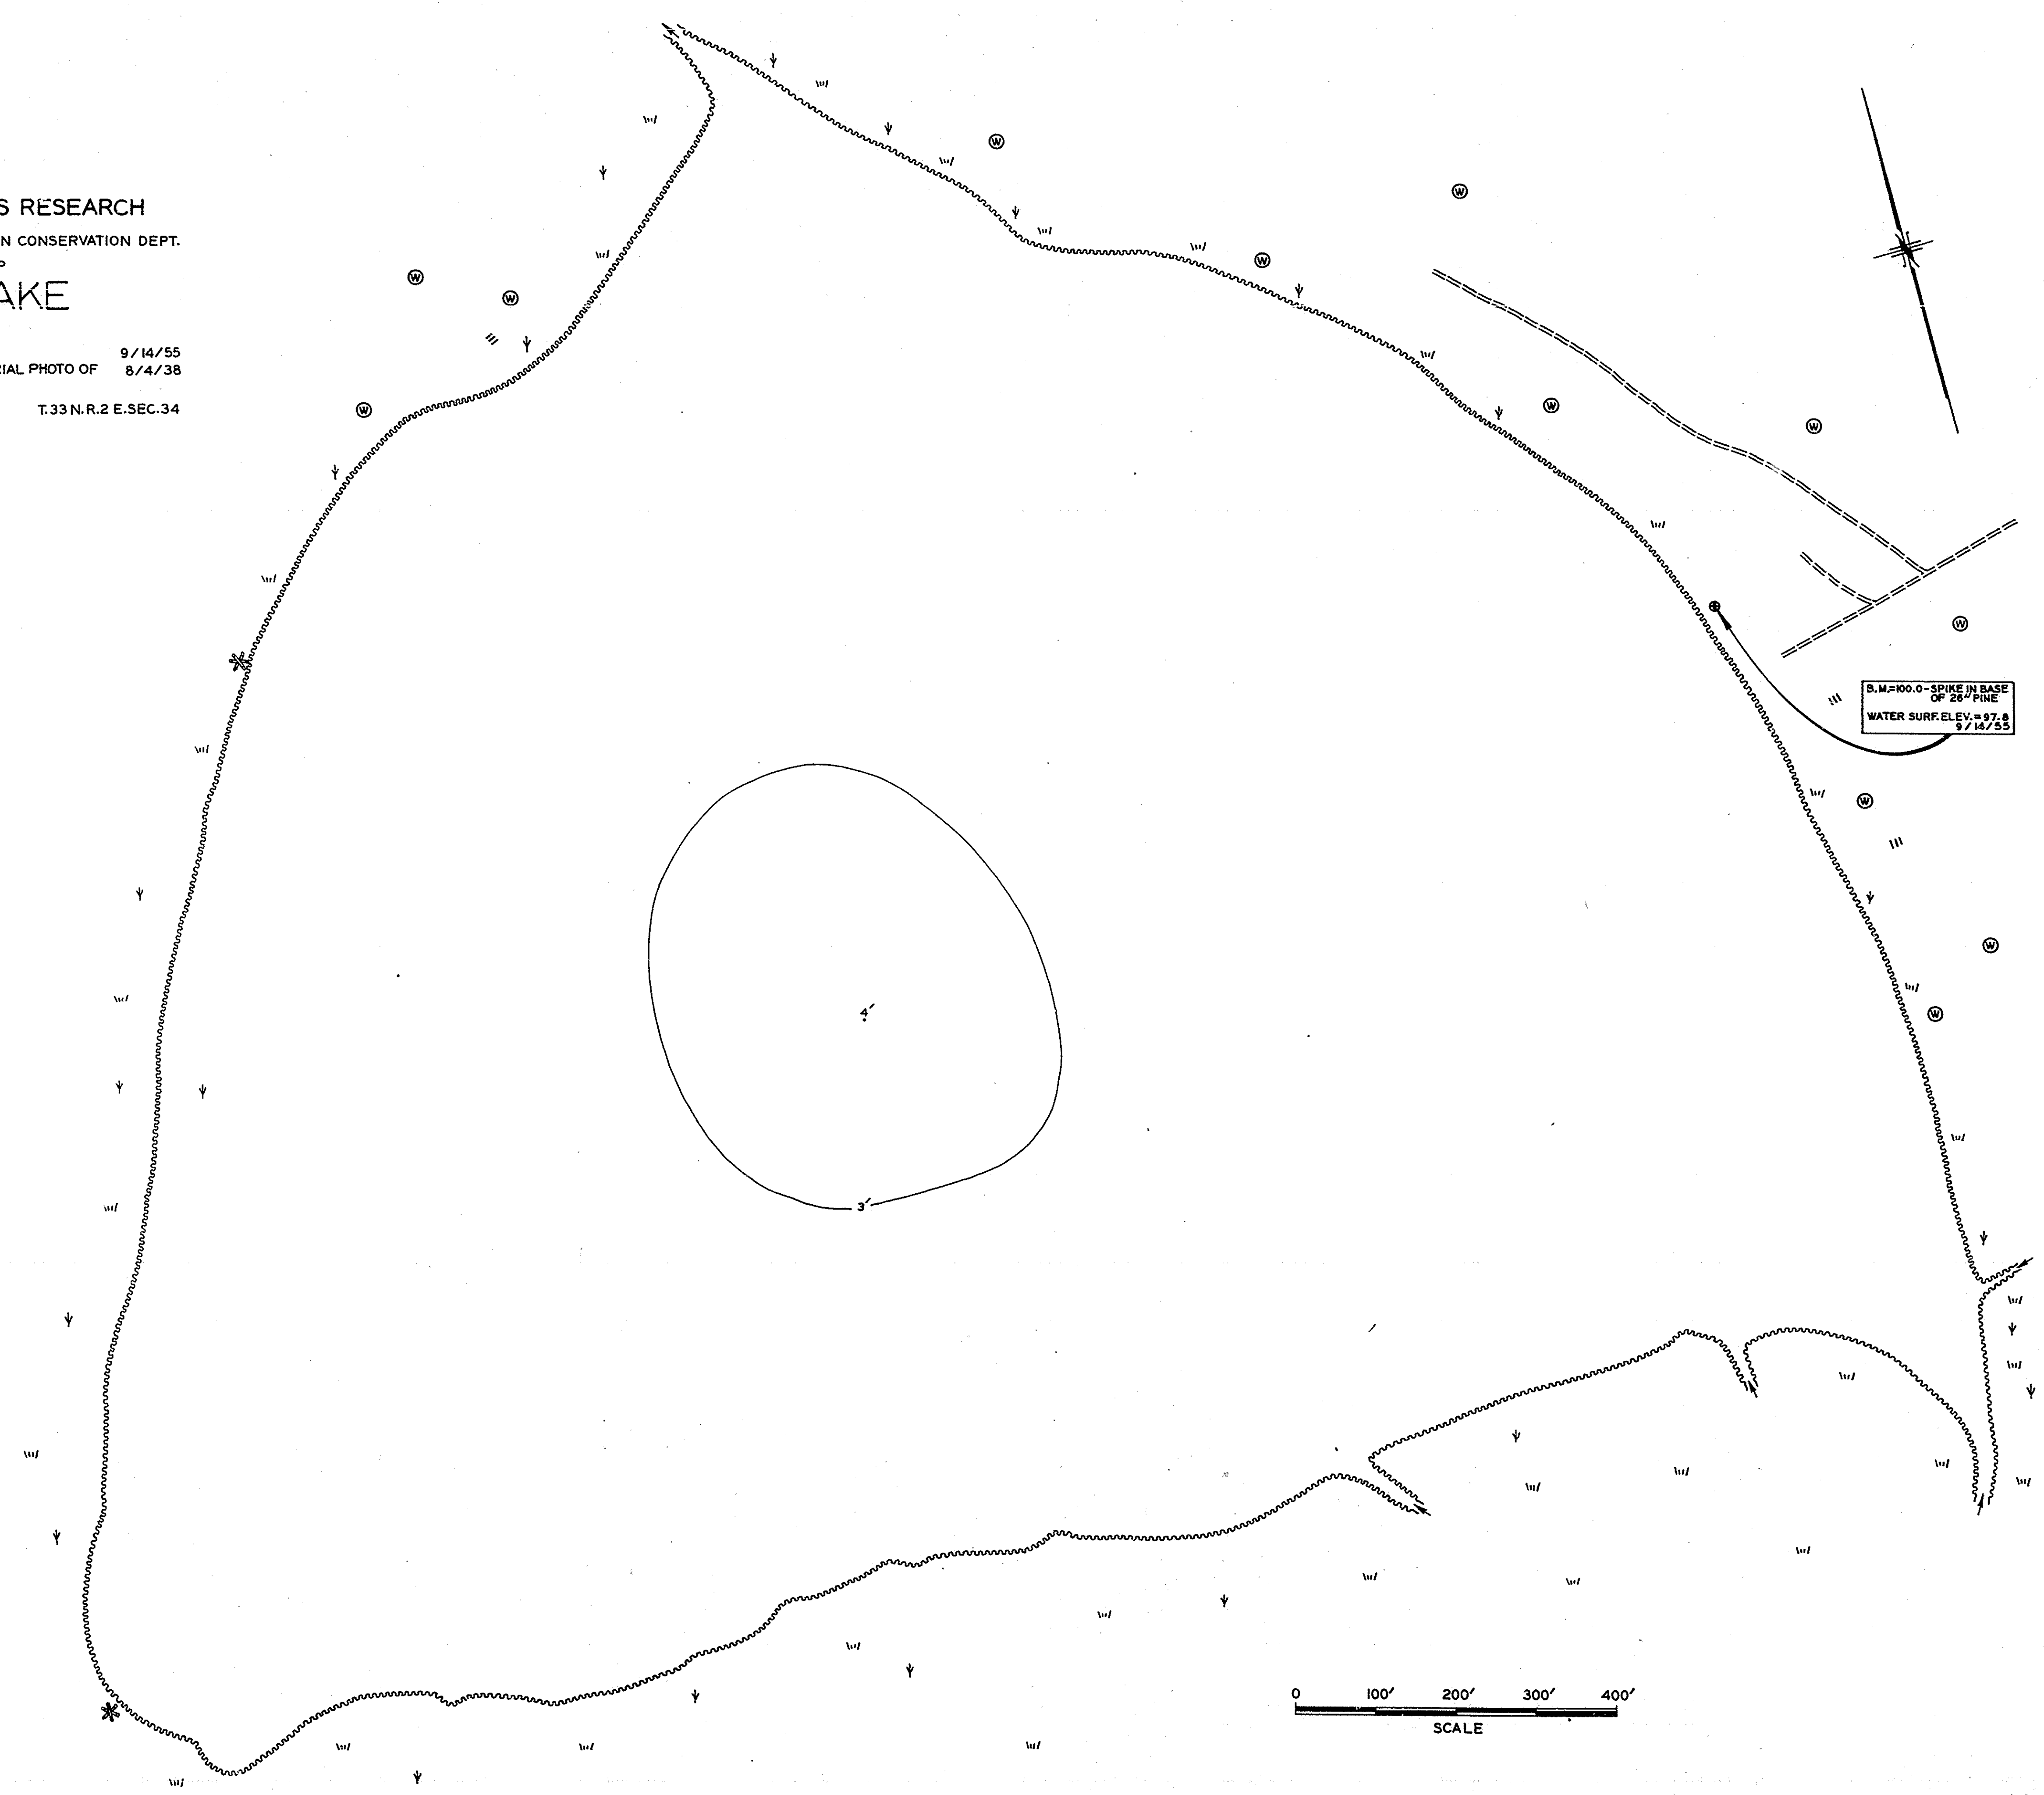 S RESEARCH
N CONSERVATION DEPT.
AKE
9/14/55
RIAL PHOTO OF 8/4/38
T.33 N.R.2 E.SEC.34
W
W
W
W
W
W
W
W
W
W
W
W
B.M.=100.0-SPIKE IN BASE
OF 26" PINE
WATER SURF.ELEV.=97.8
9/14/55
4'
3'
0 100' 200' 300' 400'
SCALE